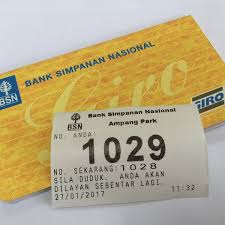 BSN
BANK SIMPANAN NASIONAL
Giro
GIRO
BSN
Bank Simpanan Nasional
Ampang Park
NO. ANDA:
1029
NO. SEKARANG: 1028
SILA DUDUK. ANDA AKAN
DILAYAN SEBENTAR LAGI.
27/01/2017 11:32